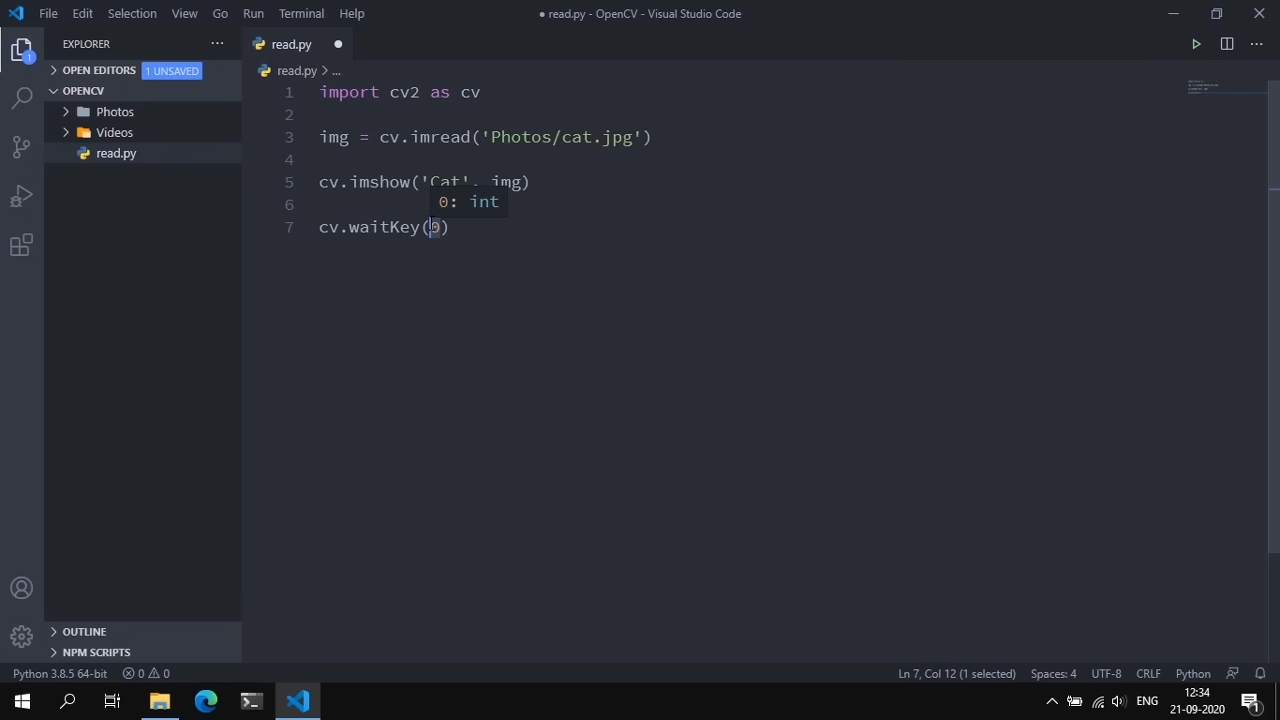 File Edit Selection View Go Run Terminal Help
● read.py - OpenCV - Visual Studio Code
EXPLORER
read.py
OPEN EDITORS 1 UNSAVED
read.py > ...
OPENCV
Photos
Videos
read.py
1 import cv2 as cv
2
3 img = cv.imread('Photos/cat.jpg')
4
5 cv.imshow('Cat', img)
0: int
6
7 cv.waitKey(0)
1
OUTLINE
NPM SCRIPTS
Python 3.8.5 64-bit 0 0 Ln 7, Col 12 (1 selected) Spaces: 4 UTF-8 CRLF Python
ENG
12:34
21-09-2020
1